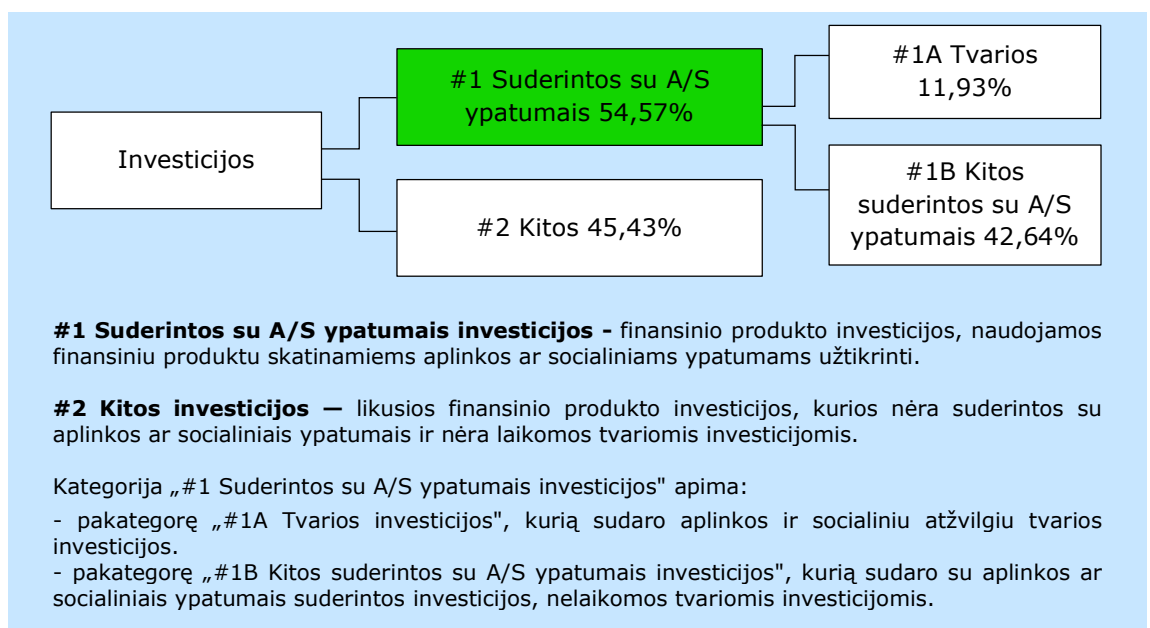 Investicijos
#1 Suderintos su A/S
ypatumais 54,57%
#2 Kitos 45,43%
#1A Tvarios
11,93%
#1B Kitos
suderintos su A/S
ypatumais 42,64%
#1 Suderintos su A/S ypatumais investicijos - finansinio produkto investicijos, naudojamos
finansiniu produktu skatinamiems aplinkos ar socialiniams ypatumams užtikrinti.
#2 Kitos investicijos — likusios finansinio produkto investicijos, kurios nėra suderintos su
aplinkos ar socialiniais ypatumais ir nėra laikomos tvariomis investicijomis.
Kategorija „#1 Suderintos su A/S ypatumais investicijos" apima:
- pakategorę „#1A Tvarios investicijos", kurią sudaro aplinkos ir socialiniu atžvilgiu tvarios
investicijos.
- pakategorę „#1B Kitos suderintos su A/S ypatumais investicijos", kurią sudaro su aplinkos ar
socialiniais ypatumais suderintos investicijos, nelaikomos tvariomis investicijomis.